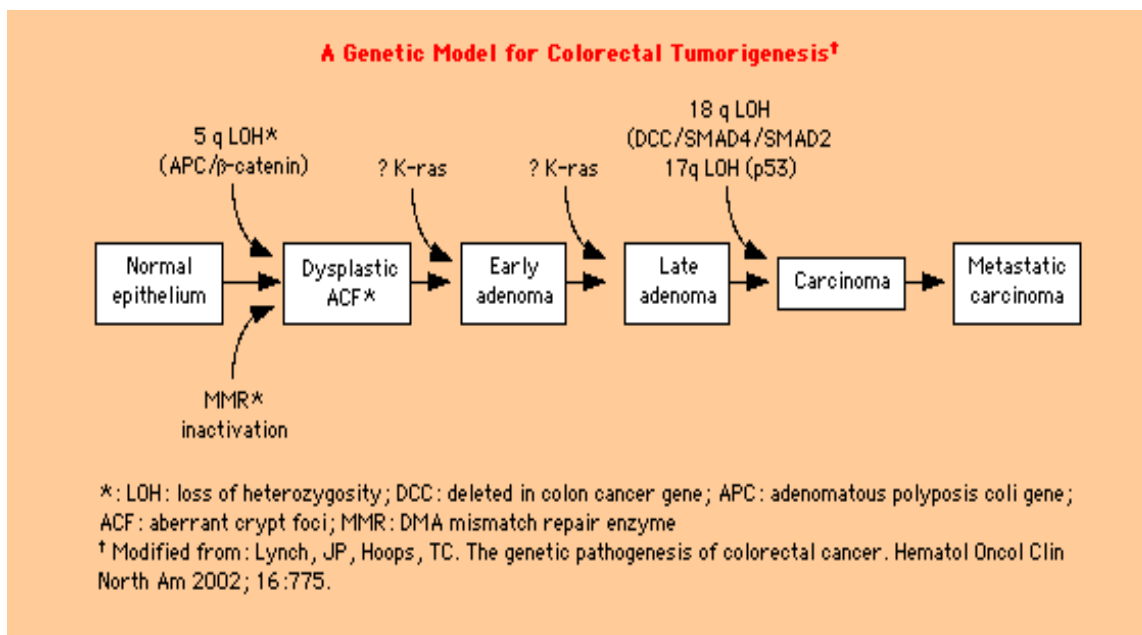 A Genetic Model for Colorectal Tumorigenesis†
5 q LOH*
(APC/β-catenin)
? K-ras
? K-ras
18 q LOH
(DCC/SMAD4/SMAD2
17q LOH (p53)
Normal
epithelium
Dysplastic
ACF*
Early
adenoma
Late
adenoma
Carcinoma
Metastatic
carcinoma
MMR*
inactivation
*: LOH: loss of heterozygosity; DCC: deleted in colon cancer gene; APC: adenomatous polyposis coli gene;
ACF: aberrant crypt foci; MMR: DMA mismatch repair enzyme
† Modified from: Lynch, JP, Hoops, TC. The genetic pathogenesis of colorectal cancer. Hematol Oncol Clin
North Am 2002; 16:775.